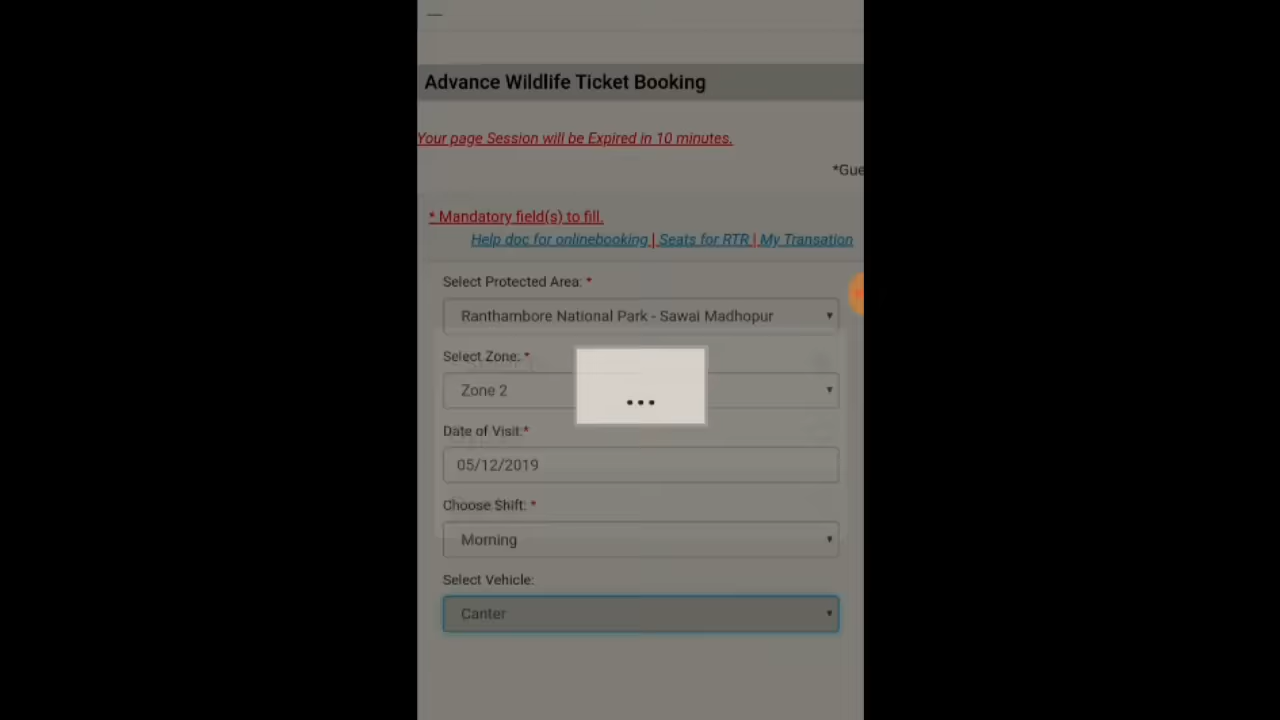 Advance Wildlife Ticket Booking
Your page Session will be Expired in 10 minutes.
*Gue
* Mandatory field(s) to fill.
Help doc for onlinebooking | Seats for RTR | My Transation
Select Protected Area: *
Ranthambore National Park - Sawai Madhopur
Select Zone: *
Zone 2
...
Date of Visit:*
05/12/2019
Choose Shift: *
Morning
Select Vehicle:
Canter